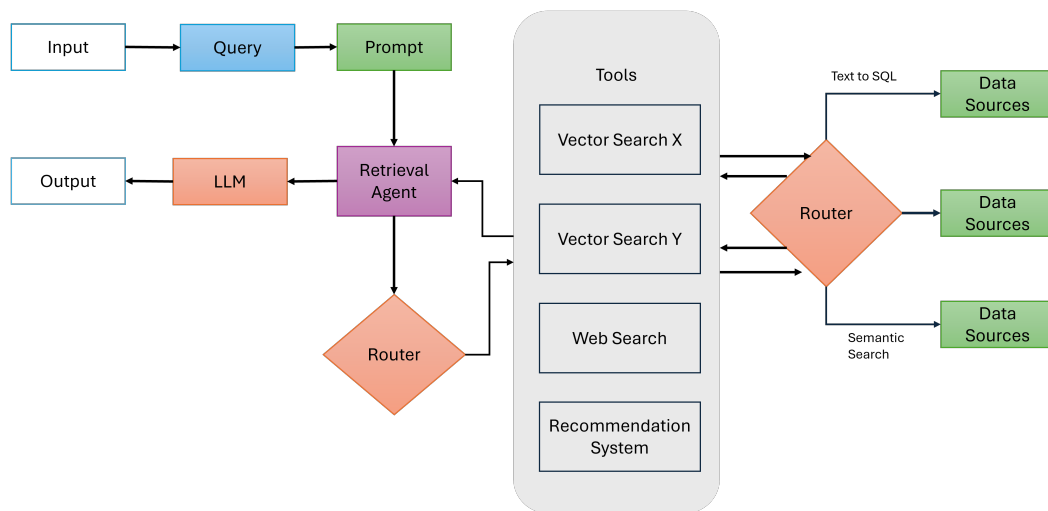 Input
Query
Prompt
Tools
Text to SQL
Data
Sources
Vector Search X
Output
LLM
Retrieval
Agent
Vector Search Y
Router
Data
Sources
Router
Web Search
Semantic
Search
Data
Sources
Recommendation
System